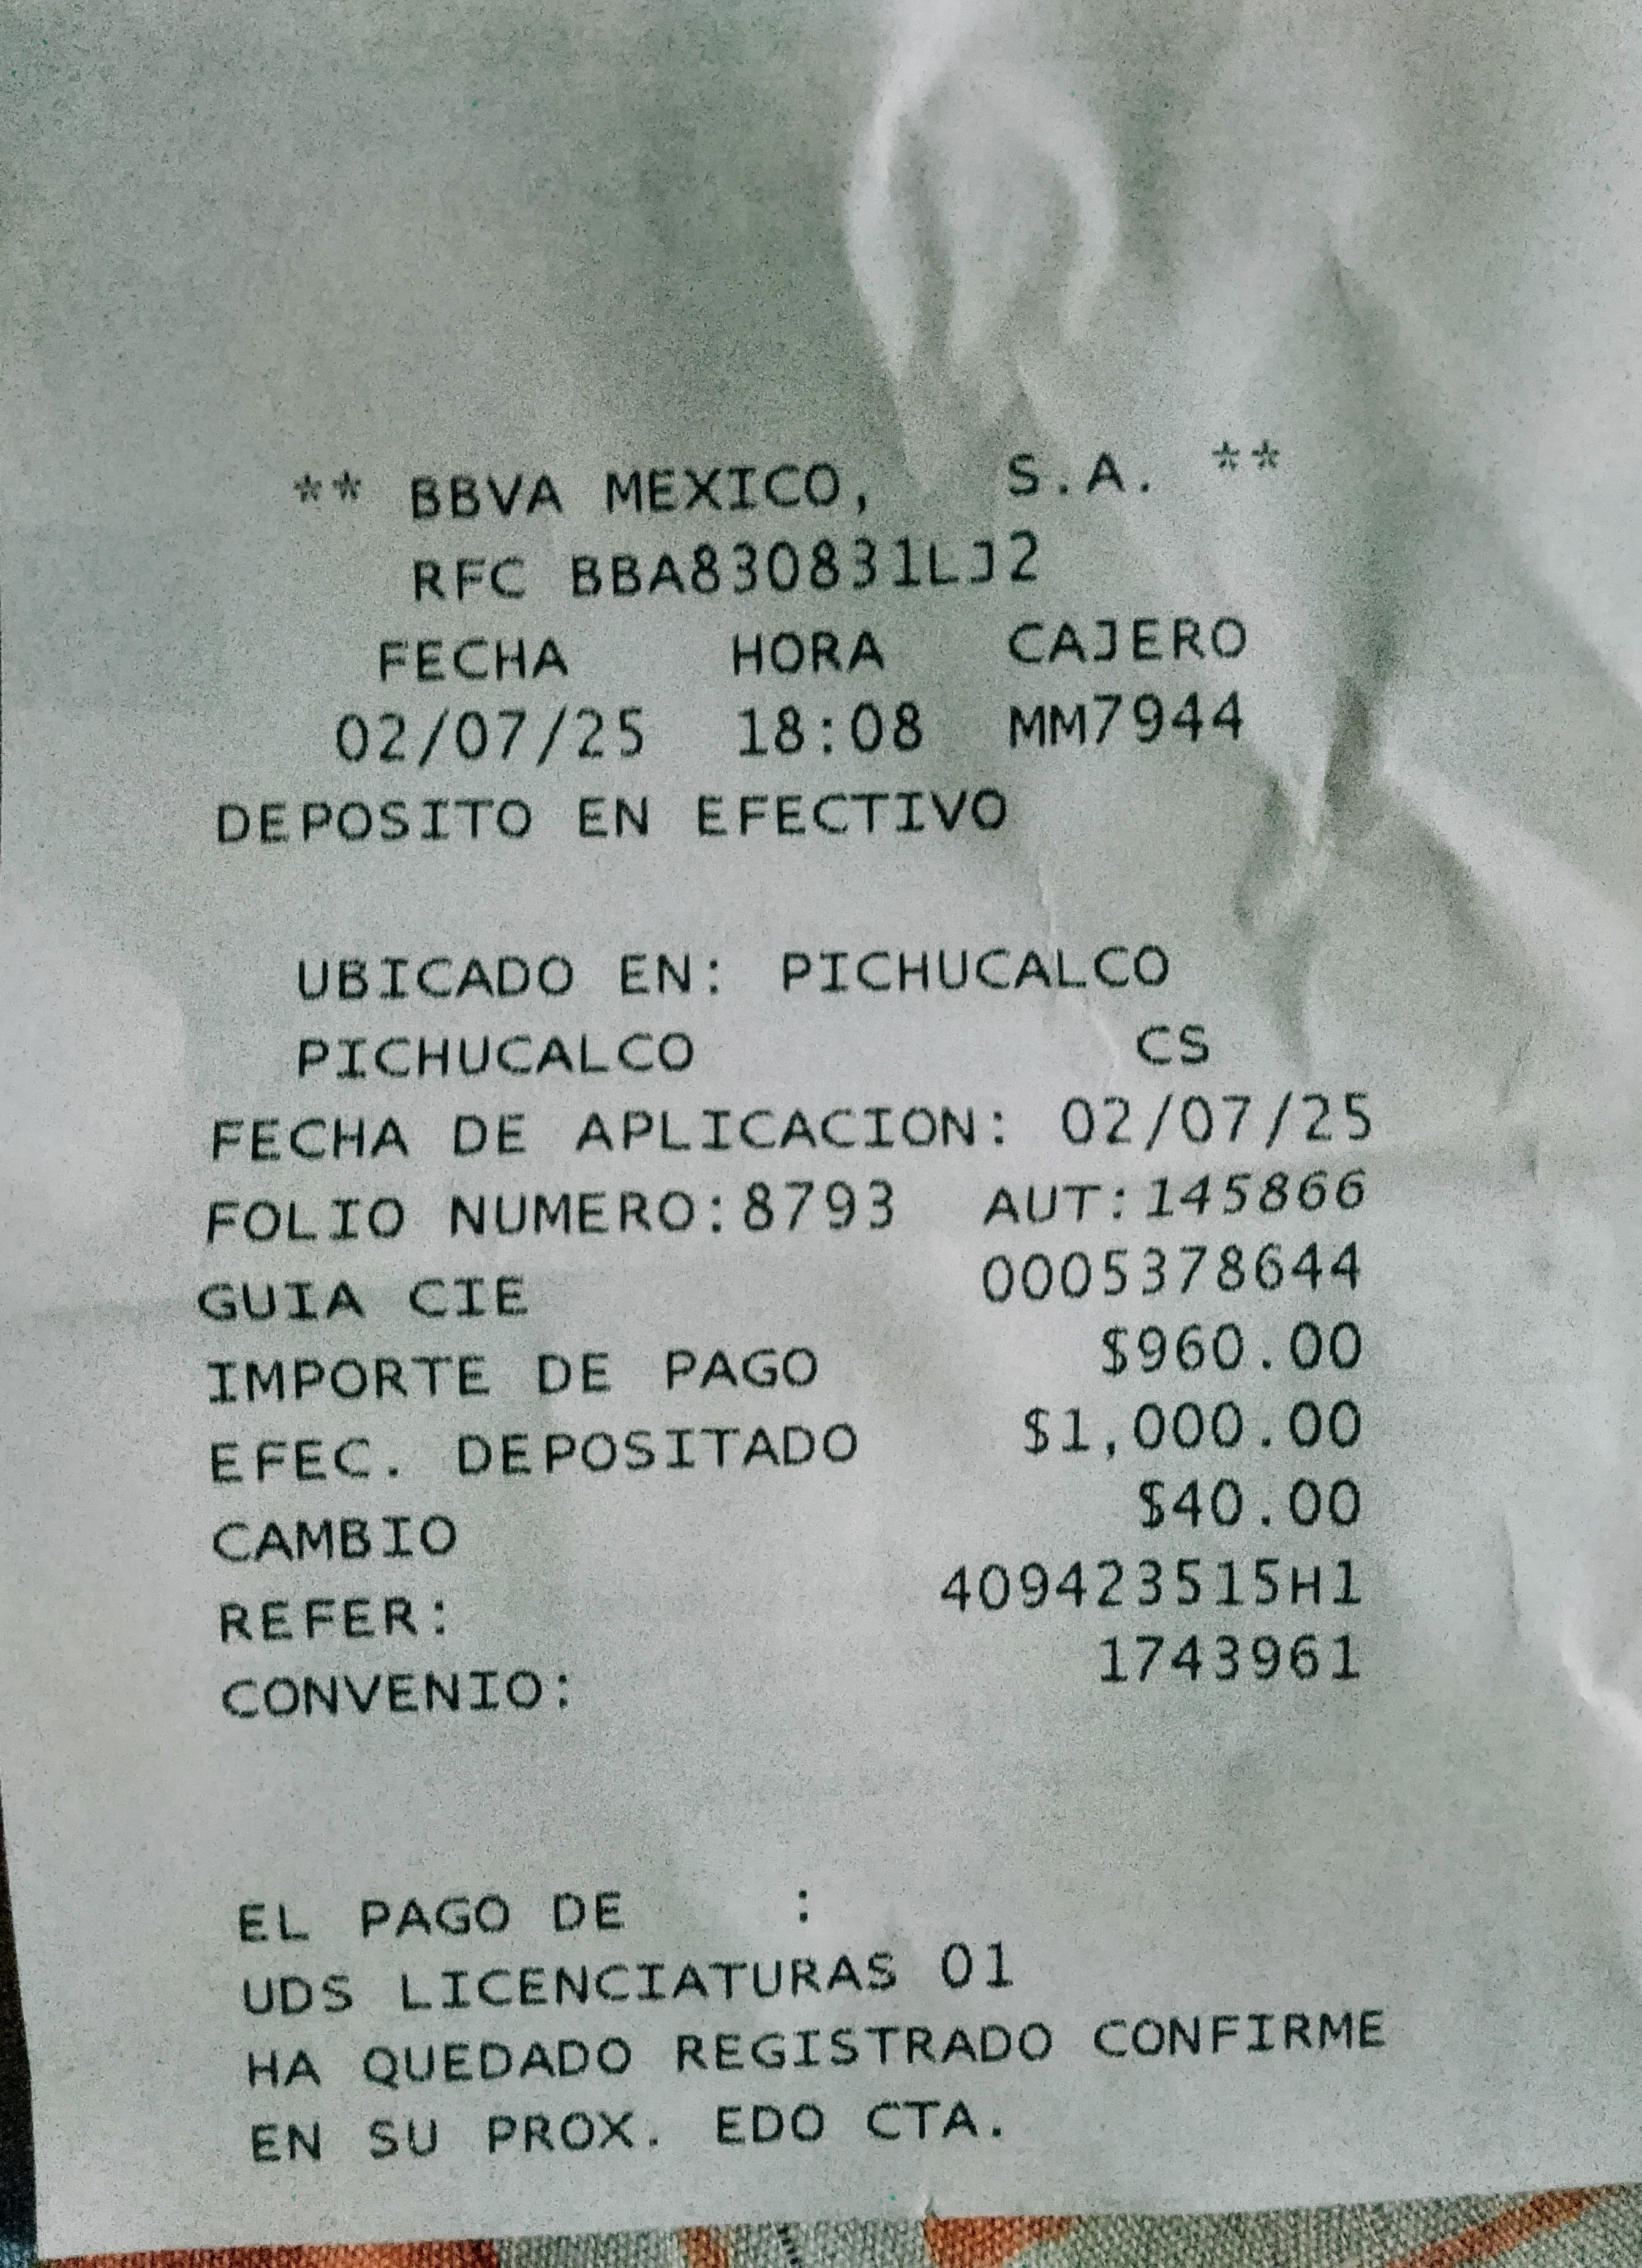 ** BBVA MEXICO, S.A. **
RFC BBA830831LJ2
FECHA HORA CAJERO
02/07/25 18:08 MM7944
DEPOSITO EN EFECTIVO
UBICADO EN: PICHUCALCO
PICHUCALCO CS
FECHA DE APLICACION: 02/07/25
FOLIO NUMERO:8793 AUT:145866
GUIA CIE 0005378644
IMPORTE DE PAGO $960.00
EFEC. DEPOSITADO $1,000.00
CAMBIO $40.00
REFER: 409423515H1
CONVENIO: 1743961
EL PAGO DE :
UDS LICENCIATURAS 01
HA QUEDADO REGISTRADO CONFIRME
EN SU PROX. EDO CTA.